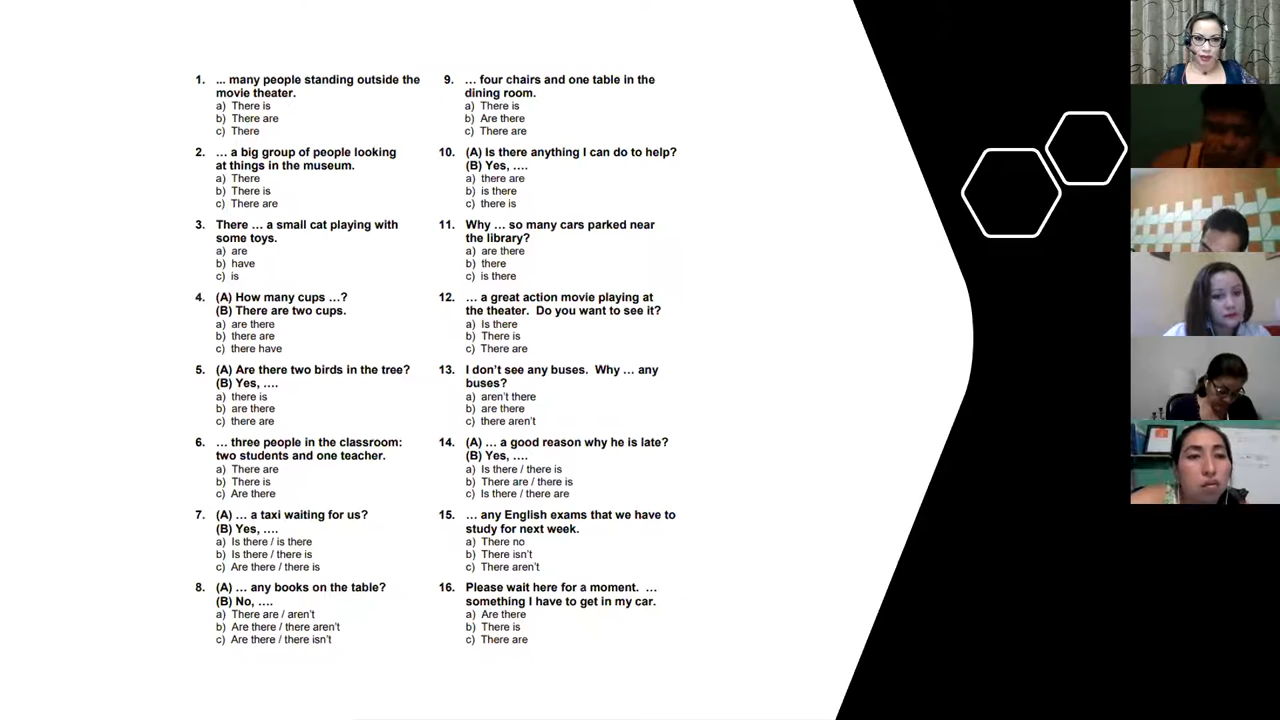 1. ... many people standing outside the
movie theater.
a) There is
b) There are
c) There
2. … a big group of people looking
at things in the museum.
a) There
b) There is
c) There are
3. There … a small cat playing with
some toys.
a) are
b) have
c) is
4. (A) How many cups …?
(B) There are two cups.
a) are there
b) there are
c) there have
5. (A) Are there two birds in the tree?
(B) Yes, ….
a) there is
b) are there
c) there are
6. … three people in the classroom:
two students and one teacher.
a) There are
b) There is
c) Are there
7. (A) … a taxi waiting for us?
(B) Yes, ….
a) Is there / is there
b) Is there / there is
c) Are there / there is
8. (A) … any books on the table?
(B) No, ….
a) There are / aren't
b) Are there / there aren't
c) Are there / there isn't
9. … four chairs and one table in the
dining room.
a) There is
b) Are there
c) There are
10. (A) Is there anything I can do to help?
(B) Yes, ….
a) there are
b) is there
c) there is
11. Why … so many cars parked near
the library?
a) are there
b) there
c) is there
12. … a great action movie playing at
the theater. Do you want to see it?
a) Is there
b) There is
c) There are
13. I don't see any buses. Why … any
buses?
a) aren't there
b) are there
c) there aren't
14. (A) … a good reason why he is late?
(B) Yes, ….
a) Is there / there is
b) There are / there is
c) Is there / there are
15. … any English exams that we have to
study for next week.
a) There no
b) There isn't
c) There aren't
16. Please wait here for a moment. …
something I have to get in my car.
a) Are there
b) There is
c) There are